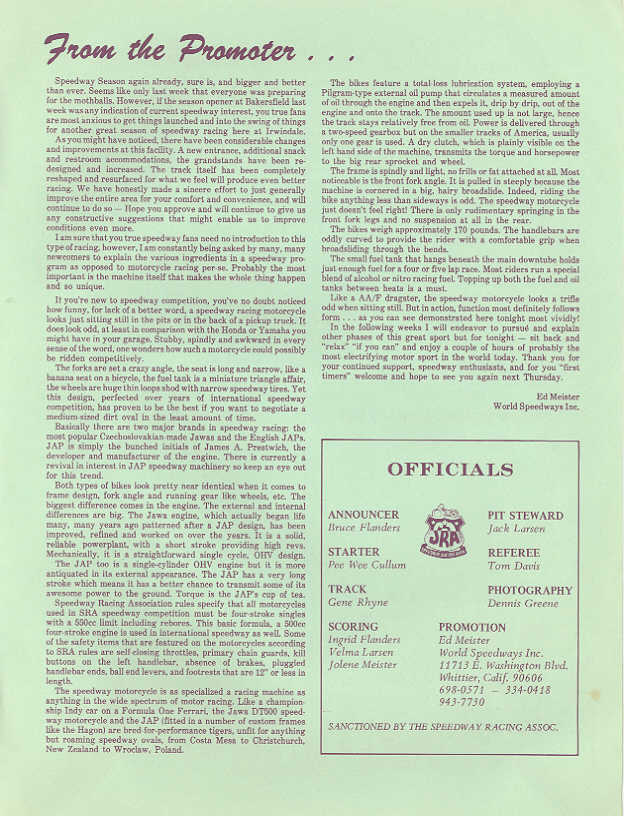 From the Promoter . . .
Speedway Season again already, sure is, and bigger and better
than ever. Seems like only last week that everyone was preparing
for the mothballs. However, if the season opener at Bakersfield last
week was any indication of current speedway interest, you true fans
are most anxious to get things launched and into the swing of things
for another great season of speedway racing here at Irwindale.
As you might have noticed, there have been considerable changes
and improvements at this facility. A new entrance, additional snack
and restroom accommodations, the grandstands have been re-
designed and increased. The track itself has been completely
reshaped and resurfaced for what we feel will produce even better
racing. We have honestly made a sincere effort to just generally
improve the entire area for your comfort and convenience, and will
continue to do so — Hope you approve and will continue to give us
any constructive suggestions that might enable us to improve
conditions even more.
I am sure that you true speedway fans need no introduction to this
type of racing, however, I am constantly being asked by many, many
newcomers to explain the various ingredients in a speedway pro-
gram as opposed to motorcycle racing per-se. Probably the most
important is the machine itself that makes the whole thing happen
and so unique.
If you're new to speedway competition, you've no doubt noticed
how funny, for lack of a better word, a speedway racing motorcycle
looks just sitting still in the pits or in the back of a pickup truck. It
does look odd, at least in comparison with the Honda or Yamaha you
might have in your garage. Stubby, spindly and awkward in every
sense of the word, one wonders how such a motorcycle could possibly
be ridden competitively.
The forks are set a crazy angle, the seat is long and narrow, like a
banana seat on a bicycle, the fuel tank is a miniature triangle affair,
the wheels are huge thin loops shod with narrow speedway tires. Yet
this design, perfected over years of international speedway
competition, has proven to be the best if you want to negotiate a
medium-sized dirt oval in the least amount of time.
Basically there are two major brands in speedway racing: the
most popular Czechoslovakian-made Jawas and the English JAPs.
JAP is simply the bunched initials of James A. Prestwich, the
developer and manufacturer of the engine. There is currently a
revival in interest in JAP speedway machinery so keep an eye out
for this trend.
Both types of bikes look pretty near identical when it comes to
frame design, fork angle and running gear like wheels, etc. The
biggest difference comes in the engine. The external and internal
differences are big. The Jawa engine, which actually began life
many, many years ago patterned after a JAP design, has been
improved, refined and worked on over the years. It is a solid,
reliable powerplant, with a short stroke providing high revs.
Mechanically, it is a straightforward single cycle, OHV design.
The JAP too is a single-cylinder OHV engine but it is more
antiquated in its external appearance. The JAP has a very long
stroke which means it has a better chance to transmit some of its
awesome power to the ground. Torque is the JAP's cup of tea.
Speedway Racing Association rules specify that all motorcycles
used in SRA speedway competition must be four-stroke singles
with a 550cc limit including rebores. This basic formula, a 500cc
four-stroke engine is used in international speedway as well. Some
of the safety items that are featured on the motorcycles according
to SRA rules are self-closing throttles, primary chain guards, kill
buttons on the left handlebar, absence of brakes, pluggled
handlebar ends, ball end levers, and footrests that are 12" or less in
length.
The speedway motorcycle is as specialized a racing machine as
anything in the wide spectrum of motor racing. Like a champion-
ship Indy car on a Formula One Ferrari, the Jawa DT500 speed-
way motorcycle and the JAP (fitted in a number of custom frames
like the Hagon) are bred-for-performance tigers, unfit for anything
but roaming speedway ovals, from Costa Mesa to Christchurch,
New Zealand to Wroclaw, Poland.
The bikes feature a total-loss lubrication system, employing a
Pilgram-type external oil pump that circulates a measured amount
of oil through the engine and then expels it, drip by drip, out of the
engine and onto the track. The amount used up is not large, hence
the track stays relatively free from oil. Power is delivered through
a two-speed gearbox but on the smaller tracks of America, usually
only one gear is used. A dry clutch, which is plainly visible on the
left hand side of the machine, transmits the torque and horsepower
to the big rear sprocket and wheel.
The frame is spindly and light, no frills or fat attached at all. Most
noticeable is the front fork angle. It is pulled in steeply because the
machine is cornered in a big, hairy broadslide. Indeed, riding the
bike anything less than sideways is odd. The speedway motorcycle
just doesn't feel right! There is only rudimentary springing in the
front fork legs and no suspension at all in the rear.
The bikes weigh approximately 170 pounds. The handlebars are
oddly curved to provide the rider with a comfortable grip when
broadsliding through the bends.
The small fuel tank that hangs beneath the main downtube holds
just enough fuel for a four or five lap race. Most riders run a special
blend of alcohol or nitro racing fuel. Topping up both the fuel and oil
tanks between heats is a must.
Like a AA/F dragster, the speedway motorcycle looks a trifle
odd when sitting still. But in action, function most definitely follows
form . . . as you can see demonstrated here tonight most vividly!
In the following weeks I will endeavor to pursué and explain
other phases of this great sport but for tonight — sit back and
"relax" "if you can" and enjoy a couple of hours of probably the
most electrifying motor sport in the world today. Thank you for
your continued support, speedway enthusiasts, and for you "first
timers" welcome and hope to see you again next Thursday.
Ed Meister
World Speedways Inc.
OFFICIALS
ANNOUNCER
Bruce Flanders
STARTER
Pee Wee Cullum
TRACK
Gene Rhyne
SCORING
Ingrid Flanders
Velma Larsen
Jolene Meister
SRA
PIT STEWARD
Jack Larsen
REFEREE
Tom Davis
PHOTOGRAPHY
Dennis Greene
PROMOTION
Ed Meister
World Speedways Inc.
11713 E. Washington Blvd.
Whittier, Calif. 90606
698-0571 — 334-0418
943-7730
SANCTIONED BY THE SPEEDWAY RACING ASSOC.